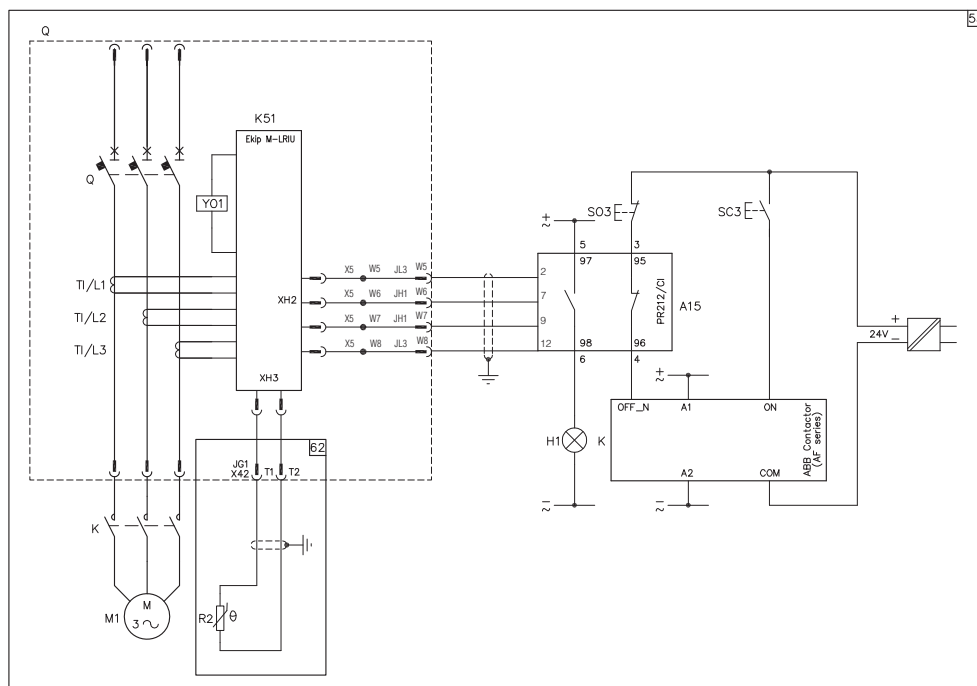 5
Q
K51
Ekip M-LRIU
Q
YO1
SO3
SC3
+
~
5
3
TI/L1
X5 W5 JL3 W5
2
97
95
XH2
X5 W6 JH1 W6
7
PR212/CI
A15
TI/L2
X5 W7 JH1 W7
9
+
24V
–
TI/L3
X5 W8 JL3 W8
12
98
96
6
4
XH3
+
~
OFF_N
A1
ON
H1
K
ABB Contactor
(AF series)
62
JG1
X42
T1
T2
A2
COM
–
~
–
~
K
M1
M
3 ~
R2
θ